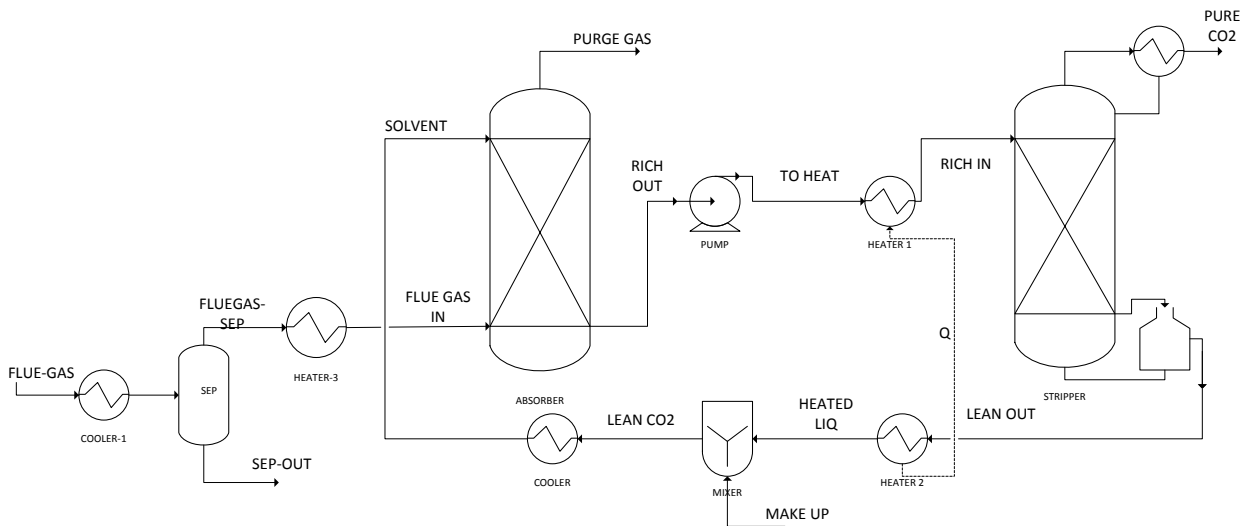 PURE
CO2
PURGE GAS
SOLVENT
RICH
OUT
TO HEAT
RICH IN
PUMP
HEATER 1
FLUE GAS
IN
FLUEGAS-
SEP
HEATER-3
Q
FLUE-GAS
SEP
COOLER-1
ABSORBER
STRIPPER
LEAN CO2
HEATED
LIQ
LEAN OUT
SEP-OUT
COOLER
MIXER
HEATER 2
MAKE UP